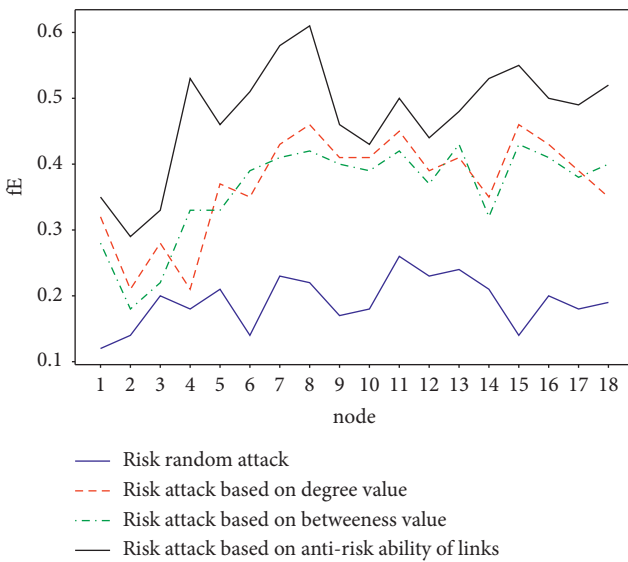 0.6
0.5
0.4
0.3
0.2
0.1
fE
1 2 3 4 5 6 7 8 9 10 11 12 13 14 15 16 17 18
node
Risk random attack
Risk attack based on degree value
Risk attack based on betweeness value
Risk attack based on anti-risk ability of links